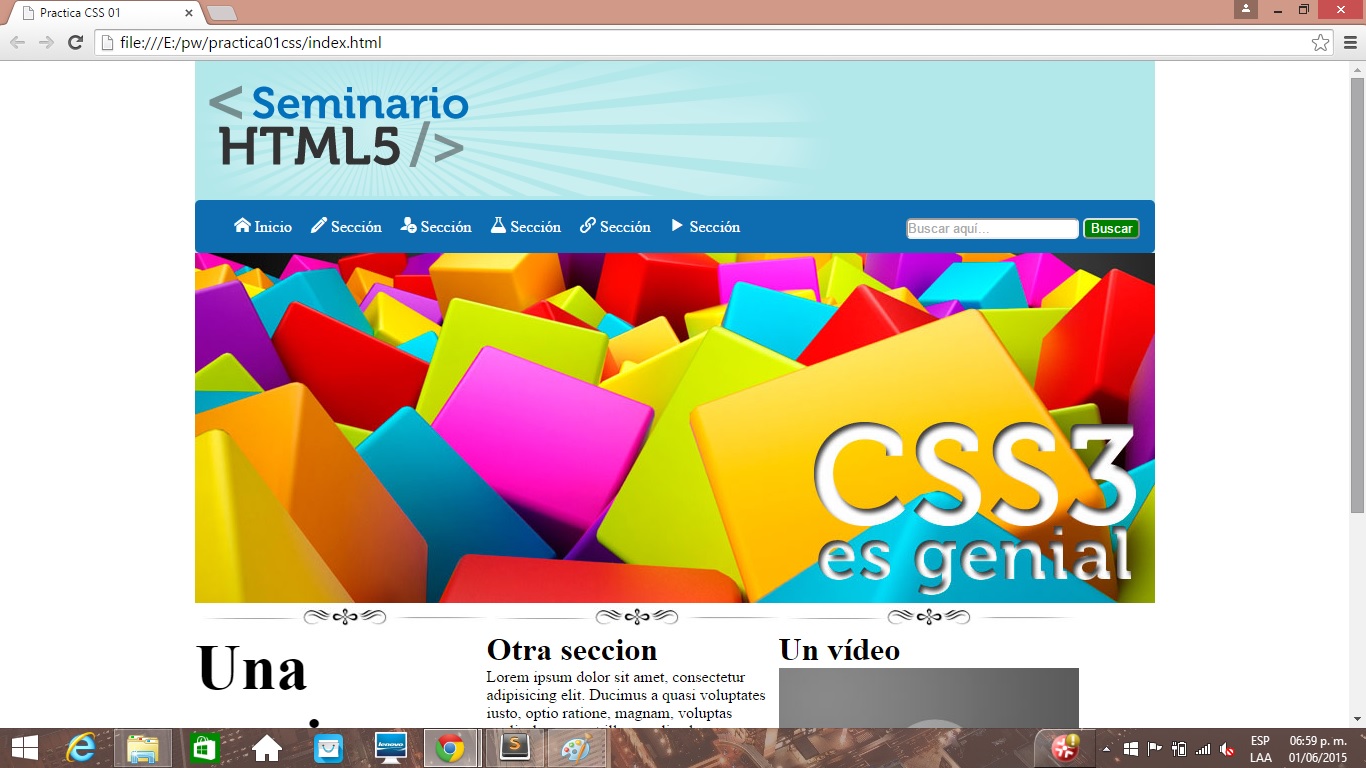 Practica CSS 01
file:///E:/pw/practica01css/index.html
< Seminario
HTML5 />
Inicio Sección Sección Sección Sección Sección Buscar aquí... Buscar
CSS3
es genial
Una
Otra seccion
Lorem ipsum dolor sit amet, consectetur
adipisicing elit. Ducimus a quasi voluptates
iusto, optio ratione, magnam, voluptas
Un vídeo
lenovo
S
ESP
LAA
06:59 p. m.
01/06/2015